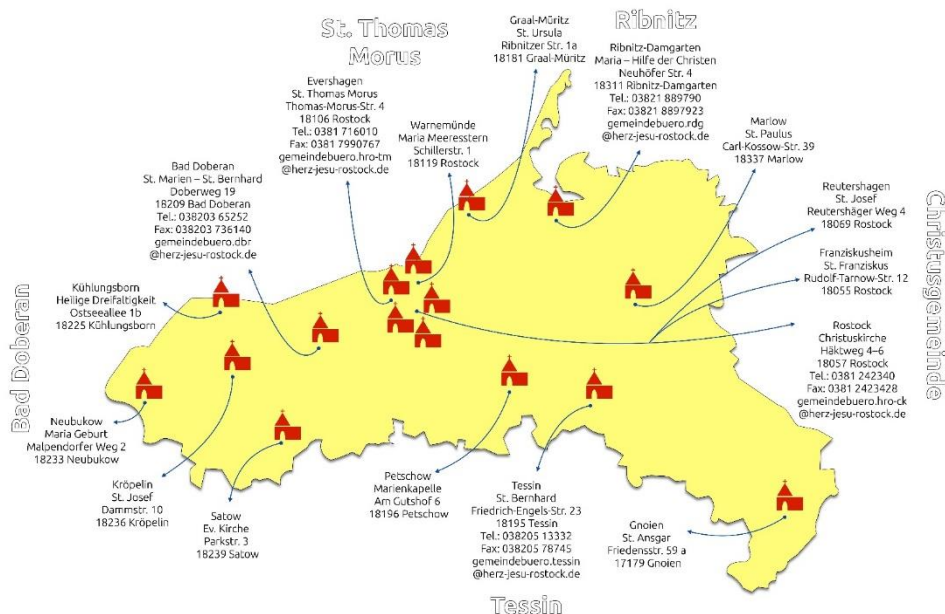 St. Thomas
Morus
Ribnitz
Graal-Müritz
St. Ursula
Ribnitzer Str. 1a
18181 Graal-Müritz
Ribnitz-Damgarten
Maria – Hilfe der Christen
Neuhöfer Str. 4
18311 Ribnitz-Damgarten
Tel.: 03821 889790
Fax: 03821 8897923
gemeindebuero.rdg
@herz-jesu-rostock.de
Evershagen
St. Thomas Morus
Thomas-Morus-Str. 4
18106 Rostock
Tel.: 0381 716010
Fax: 0381 7990767
gemeindebuero.hro-tm
@herz-jesu-rostock.de
Warnemünde
Maria Meeresstern
Schillerstr. 1
18119 Rostock
Marlow
St. Paulus
Carl-Kossow-Str. 39
18337 Marlow
Bad Doberan
St. Marien – St. Bernhard
Doberweg 19
18209 Bad Doberan
Tel.: 038203 65252
Fax: 038203 736140
gemeindebuero.dbr
@herz-jesu-rostock.de
Reutershagen
St. Josef
Reutershäger Weg 4
18069 Rostock
Christusgemeinde
Franziskusheim
St. Franziskus
Rudolf-Tarnow-Str. 12
18055 Rostock
Kühlungsborn
Heilige Dreifaltigkeit
Ostseeallee 1b
18225 Kühlungsborn
Bad Doberan
Rostock
Christuskirche
Häktweg 4–6
18057 Rostock
Tel.: 0381 242340
Fax: 0381 2423428
gemeindebuero.hro-ck
@herz-jesu-rostock.de
Neubukow
Maria Geburt
Malpendorfer Weg 2
18233 Neubukow
Kröpelin
St. Josef
Dammstr. 10
18236 Kröpelin
Satow
Ev. Kirche
Parkstr. 3
18239 Satow
Petschow
Marienkapelle
Am Gutshof 6
18196 Petschow
Tessin
St. Bernhard
Friedrich-Engels-Str. 23
18195 Tessin
Tel.: 038205 13332
Fax: 038205 78745
gemeindebuero.tessin
@herz-jesu-rostock.de
Gnoien
St. Ansgar
Friedensstr. 59 a
17179 Gnoien
Tessin